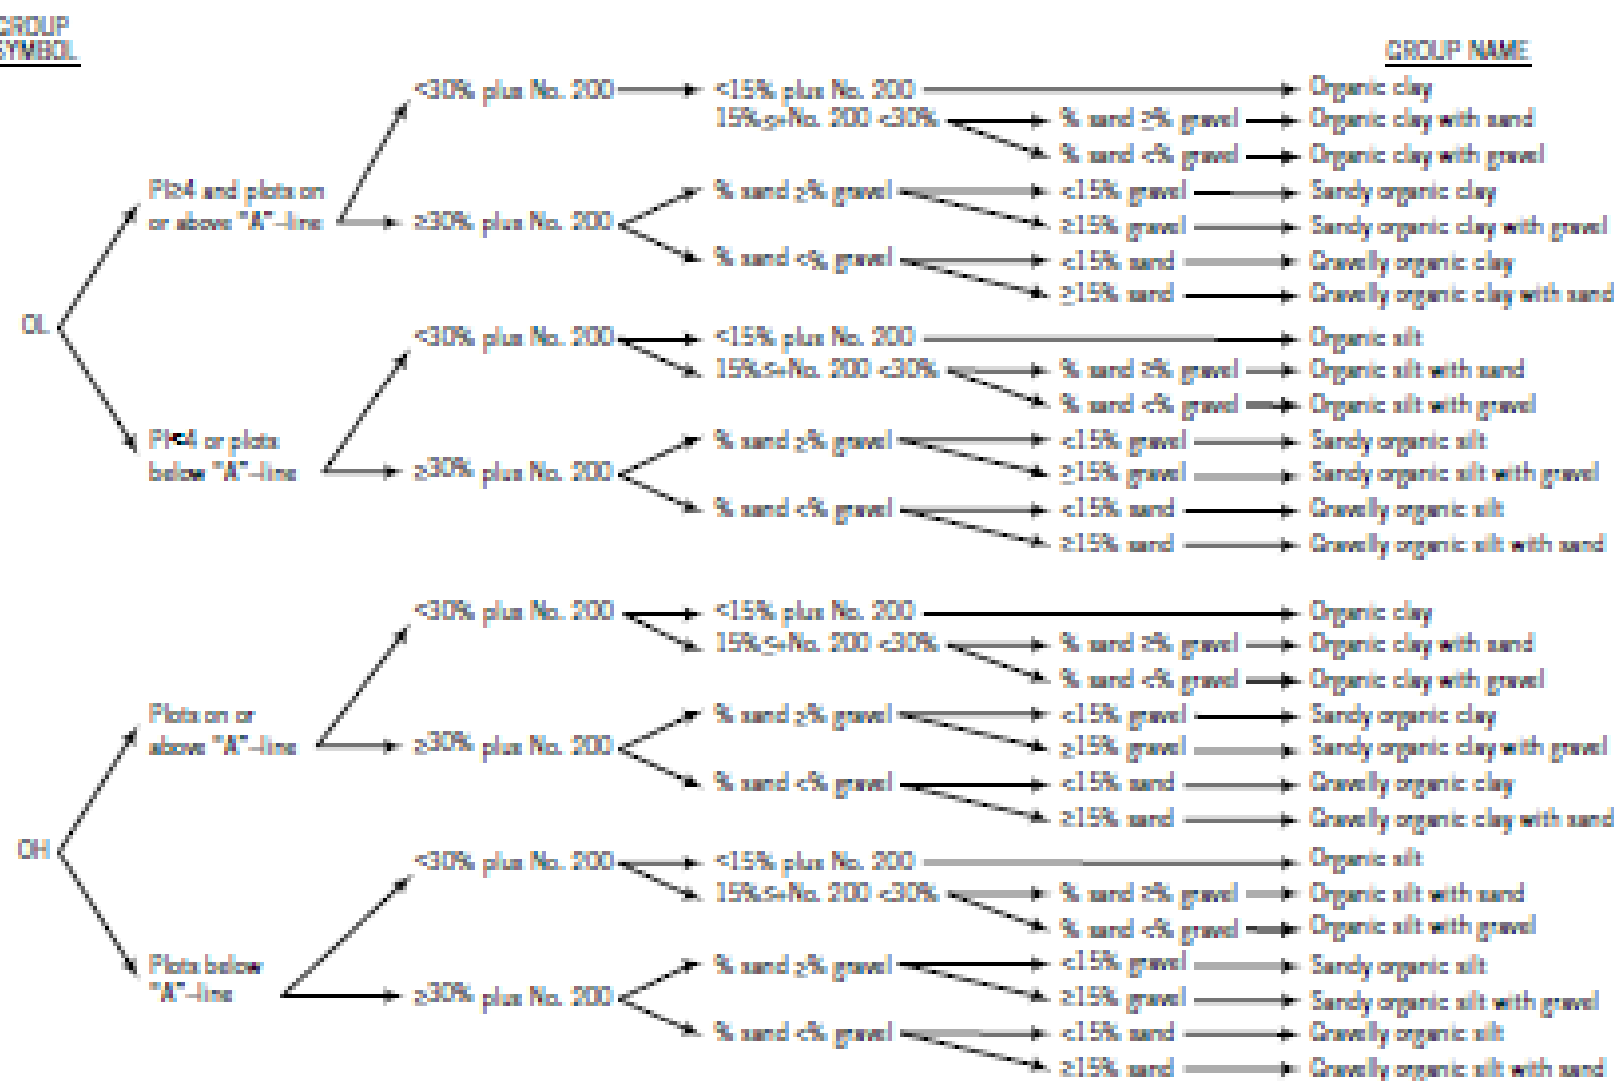 GROUP
SYMBOL
GROUP NAME
<30% plus No. 200 <15% plus No. 200 Organic clay
15%≤+No. 200 <30% % sand ≥% gravel Organic clay with sand
% sand <% gravel Organic clay with gravel
PI≥4 and plots on
or above "A"-line
% sand ≥% gravel <15% gravel Sandy organic clay
≥30% plus No. 200 ≥15% gravel Sandy organic clay with gravel
% sand <% gravel <15% sand Gravelly organic clay
≥15% sand Gravelly organic clay with sand
OL
<30% plus No. 200 <15% plus No. 200 Organic silt
15%≤+No. 200 <30% % sand ≥% gravel Organic silt with sand
% sand <% gravel Organic silt with gravel
PI<4 or plots
below "A"-line
% sand ≥% gravel <15% gravel Sandy organic silt
≥30% plus No. 200 ≥15% gravel Sandy organic silt with gravel
% sand <% gravel <15% sand Gravelly organic silt
≥15% sand Gravelly organic silt with sand
<30% plus No. 200 <15% plus No. 200 Organic clay
15%≤+No. 200 <30% % sand ≥% gravel Organic clay with sand
% sand <% gravel Organic clay with gravel
Plots on or
above "A"-line
% sand ≥% gravel <15% gravel Sandy organic clay
≥30% plus No. 200 ≥15% gravel Sandy organic clay with gravel
% sand <% gravel <15% sand Gravelly organic clay
≥15% sand Gravelly organic clay with sand
OH
<30% plus No. 200 <15% plus No. 200 Organic silt
15%≤+No. 200 <30% % sand ≥% gravel Organic silt with sand
% sand <% gravel Organic silt with gravel
Plots below
"A"-line
% sand ≥% gravel <15% gravel Sandy organic silt
≥30% plus No. 200 ≥15% gravel Sandy organic silt with gravel
% sand <% gravel <15% sand Gravelly organic silt
≥15% sand Gravelly organic silt with sand